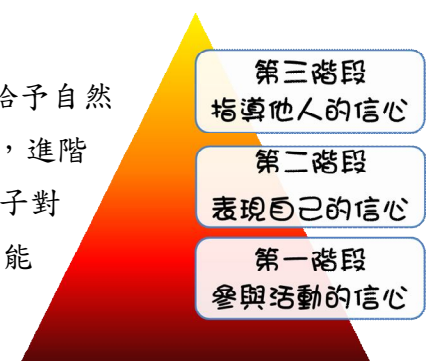 給予自然
，進階
子對
能
第三階段
指導他人的信心
第二階段
表現自己的信心
第一階段
參與活動的信心